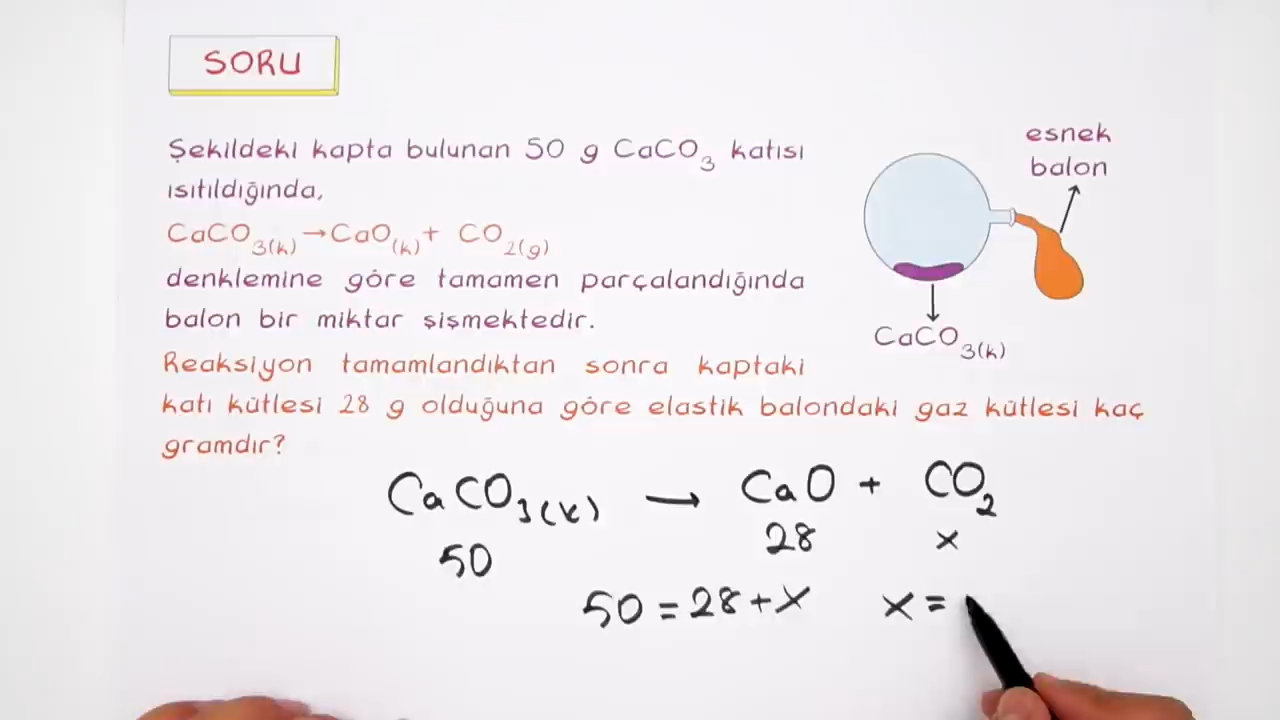 SORU
Şekildeki kapta bulunan 50 g CaCO3 katısı
ısıtıldığında,
CaCO3(k) → CaO(k) + CO2(g)
denklemine göre tamamen parçalandığında
balon bir miktar şişmektedir.
Reaksiyon tamamlandıktan sonra kaptaki
katı kütlesi 28 g olduğuna göre elastik balondaki gaz kütlesi kaç
gramdır?
esnek
balon
CaCO3(k)
CaCO3(k) → CaO + CO2
50 28 x
50 = 28 + x x =